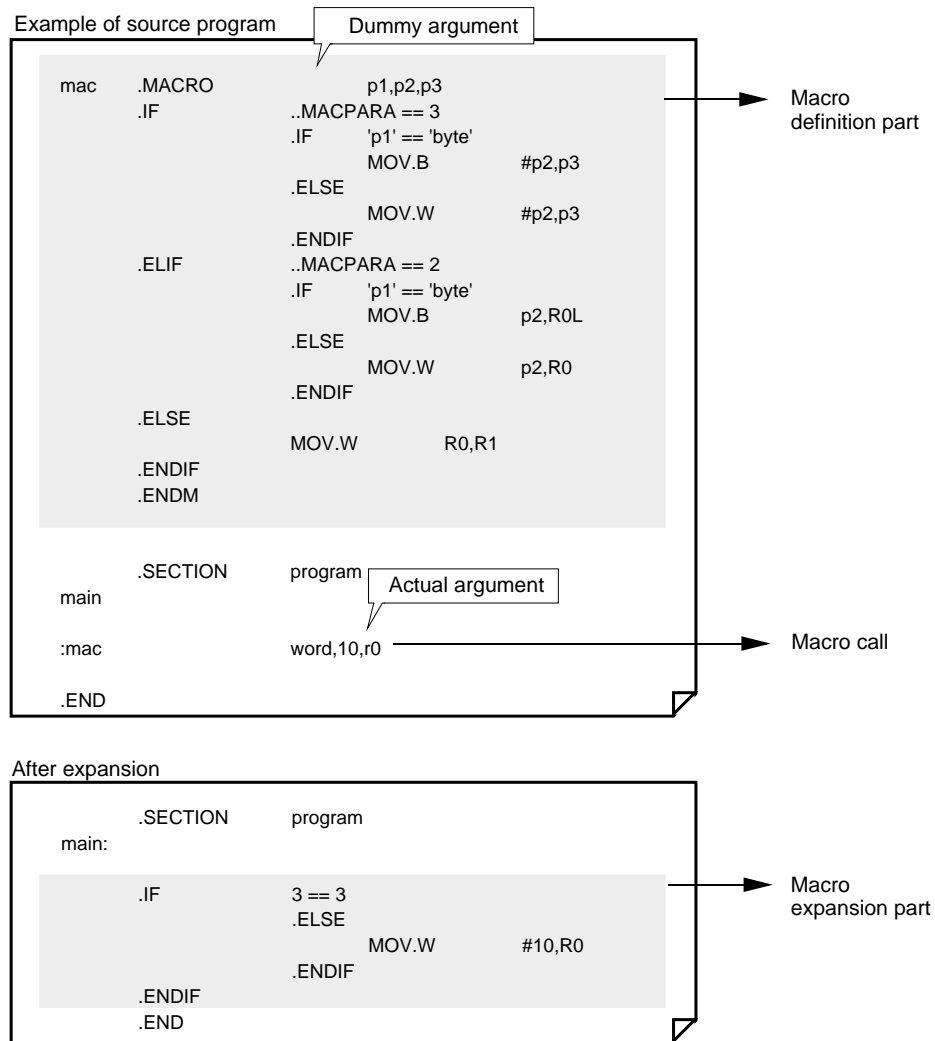 Example of source program
Dummy argument
mac .MACRO p1,p2,p3
.IF ..MACPARA == 3
.IF 'p1' == 'byte'
MOV.B #p2,p3
.ELSE
MOV.W #p2,p3
.ENDIF
.ELIF ..MACPARA == 2
.IF 'p1' == 'byte'
MOV.B p2,R0L
.ELSE
MOV.W p2,R0
.ENDIF
.ELSE
MOV.W R0,R1
.ENDIF
.ENDM
Macro
definition part
.SECTION program
Actual argument
main
:mac word,10,r0
Macro call
.END
After expansion
.SECTION program
main:
.IF 3 == 3
.ELSE
MOV.W #10,R0
.ENDIF
.ENDIF
.END
Macro
expansion part